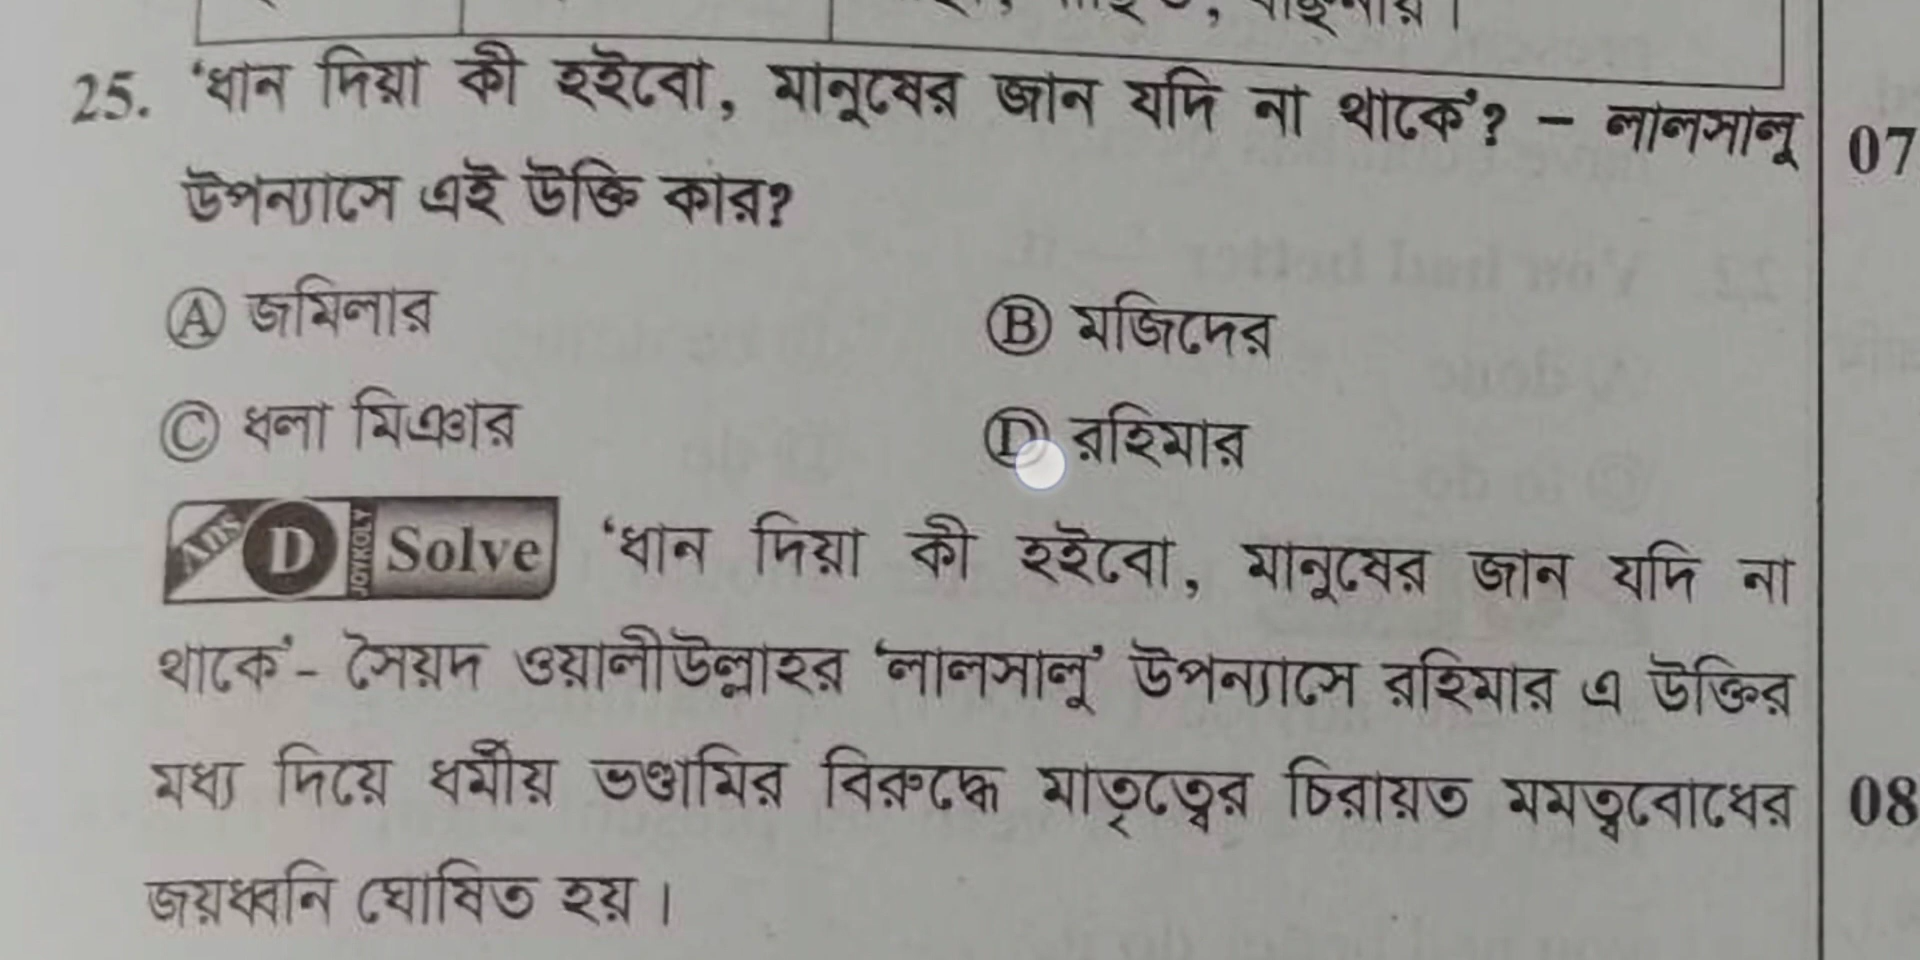 25. ‘ধান দিয়া কী হইবো, মানুষের জান যদি না থাকে’? – লালসালু
07
উপন্যাসে এই উক্তি কার?
Ⓐ জমিলার Ⓑ মজিদের
Ⓒ ধলা মিঞার Ⓓ রহিমার
Ans D JOYKOLY Solve ‘ধান দিয়া কী হইবো, মানুষের জান যদি না
থাকে’- সৈয়দ ওয়ালীউল্লাহর ‘লালসালু’ উপন্যাসে রহিমার এ উক্তির
মধ্য দিয়ে ধর্মীয় ভণ্ডামির বিরুদ্ধে মাতৃত্বের চিরায়ত মমত্ববোধের
08
জয়ধ্বনি ঘোষিত হয়।